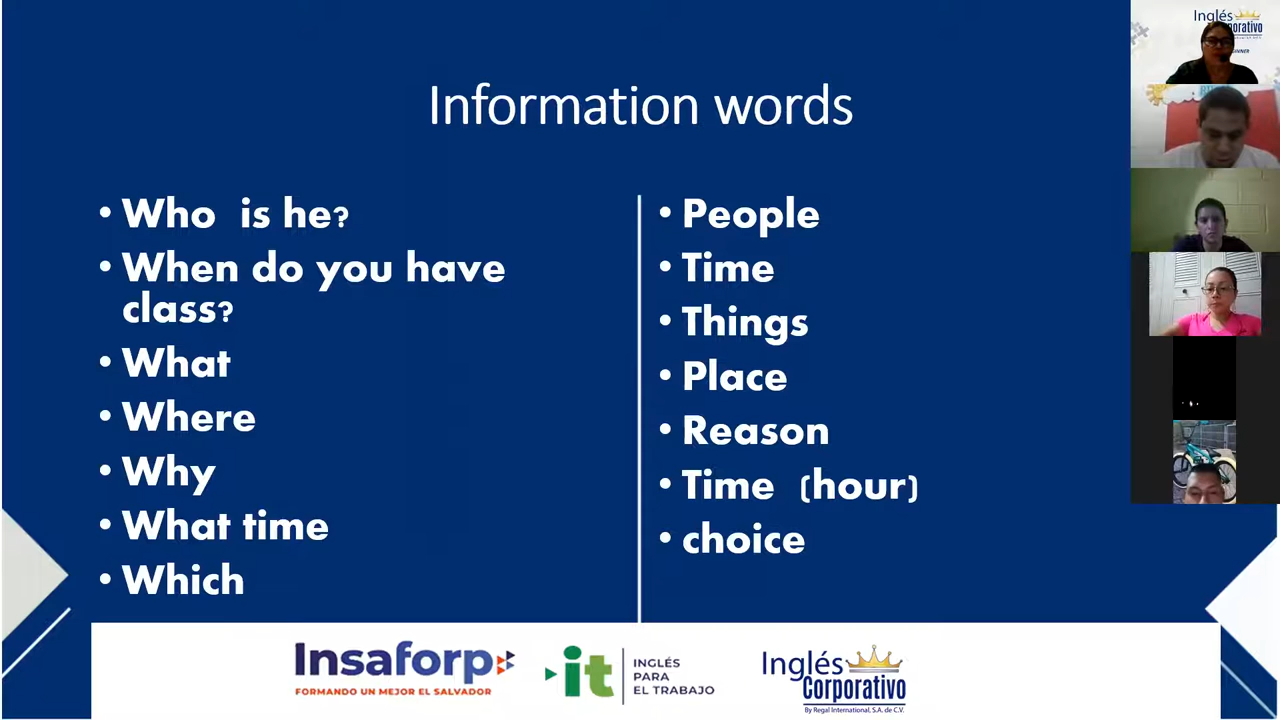 Information words
• Who is he?
• When do you have
class?
• What
• Where
• Why
• What time
• Which
• People
• Time
• Things
• Place
• Reason
• Time (hour)
• choice
Insaforp
FORMANDO UN MEJOR EL SALVADOR
it
INGLÉS
PARA
EL TRABAJO
Inglés
Corporativo
By Regal International, S.A. de C.V.
Inglés